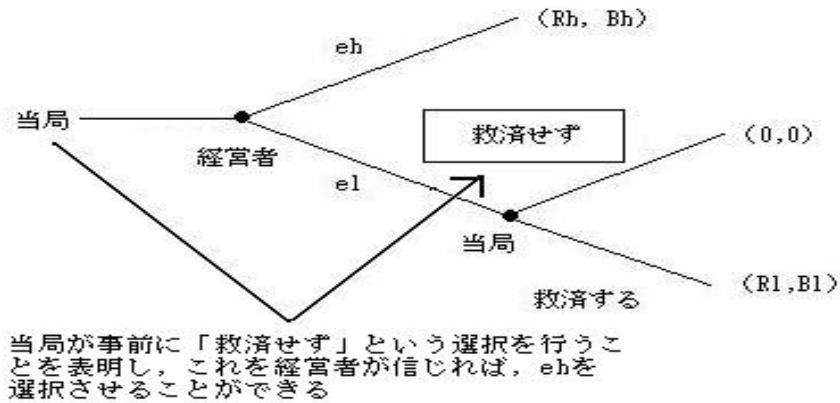 (Rh, Bh)
eh
当局
救済せず
(0,0)
経営者
el
当局
(Rl,Bl)
救済する
当局が事前に「救済せず」という選択を行うこ
とを表明し，これを経営者が信じれば，ehを
選択させることができる